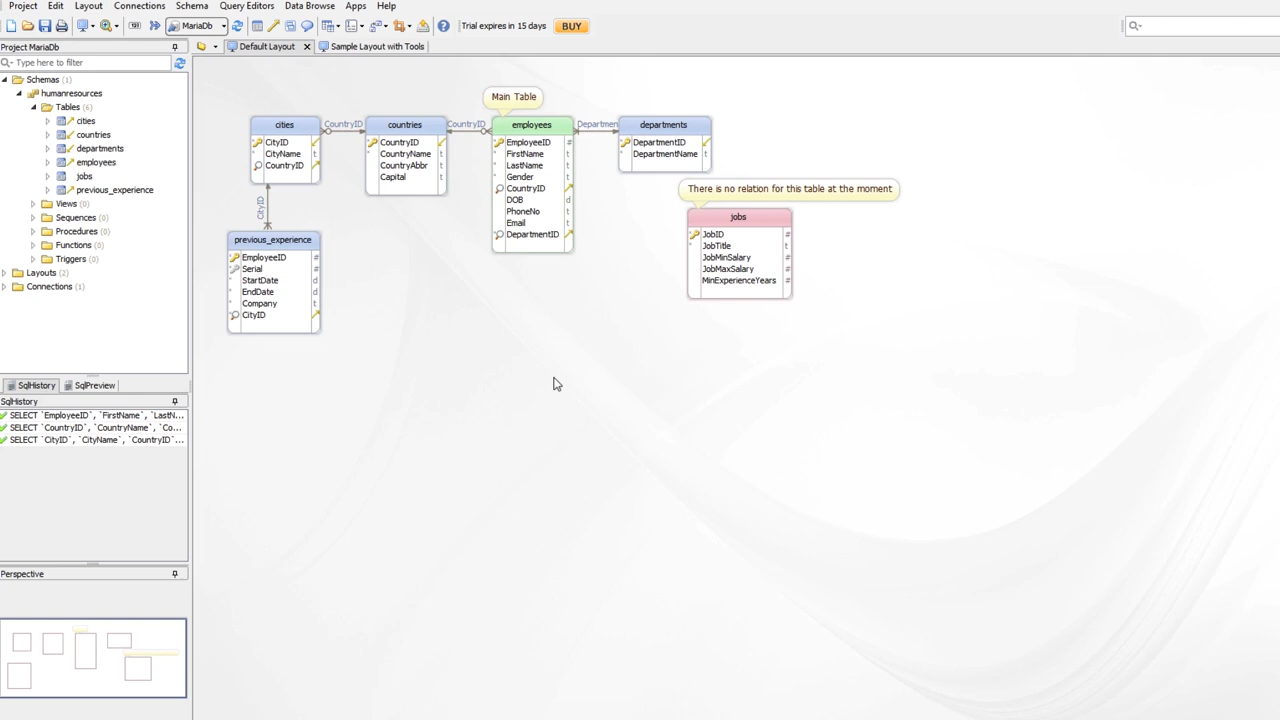 Project Edit Layout Connections Schema Query Editors Data Browse Apps Help
MariaDb Trial expires in 15 days BUY
Project MariaDb
Default Layout
Sample Layout with Tools
Type here to filter
Schemas (1)
humanresources
Tables (6)
cities
countries
departments
employees
jobs
previous_experience
Views (0)
Sequences (0)
Procedures (0)
Functions (0)
Triggers (0)
Layouts (2)
Connections (1)
SqlHistory SqlPreview
SqlHistory
SELECT `EmployeeID`, `FirstName`, `LastN...
SELECT `CountryID`, `CountryName`, `Co...
SELECT `CityID`, `CityName`, `CountryID`...
Perspective
Main Table
cities
CityID
CityName t
CountryID
CountryID
countries
CountryID
CountryName t
CountryAbbr t
Capital t
CountryID
employees
EmployeeID #
FirstName t
LastName t
Gender t
CountryID
DOB d
PhoneNo t
Email t
DepartmentID
Departmen
departments
DepartmentID
DepartmentName t
There is no relation for this table at the moment
jobs
JobID #
JobTitle t
JobMinSalary #
JobMaxSalary #
MinExperienceYears #
CityID
previous_experience
EmployeeID #
Serial #
StartDate d
EndDate d
Company t
CityID